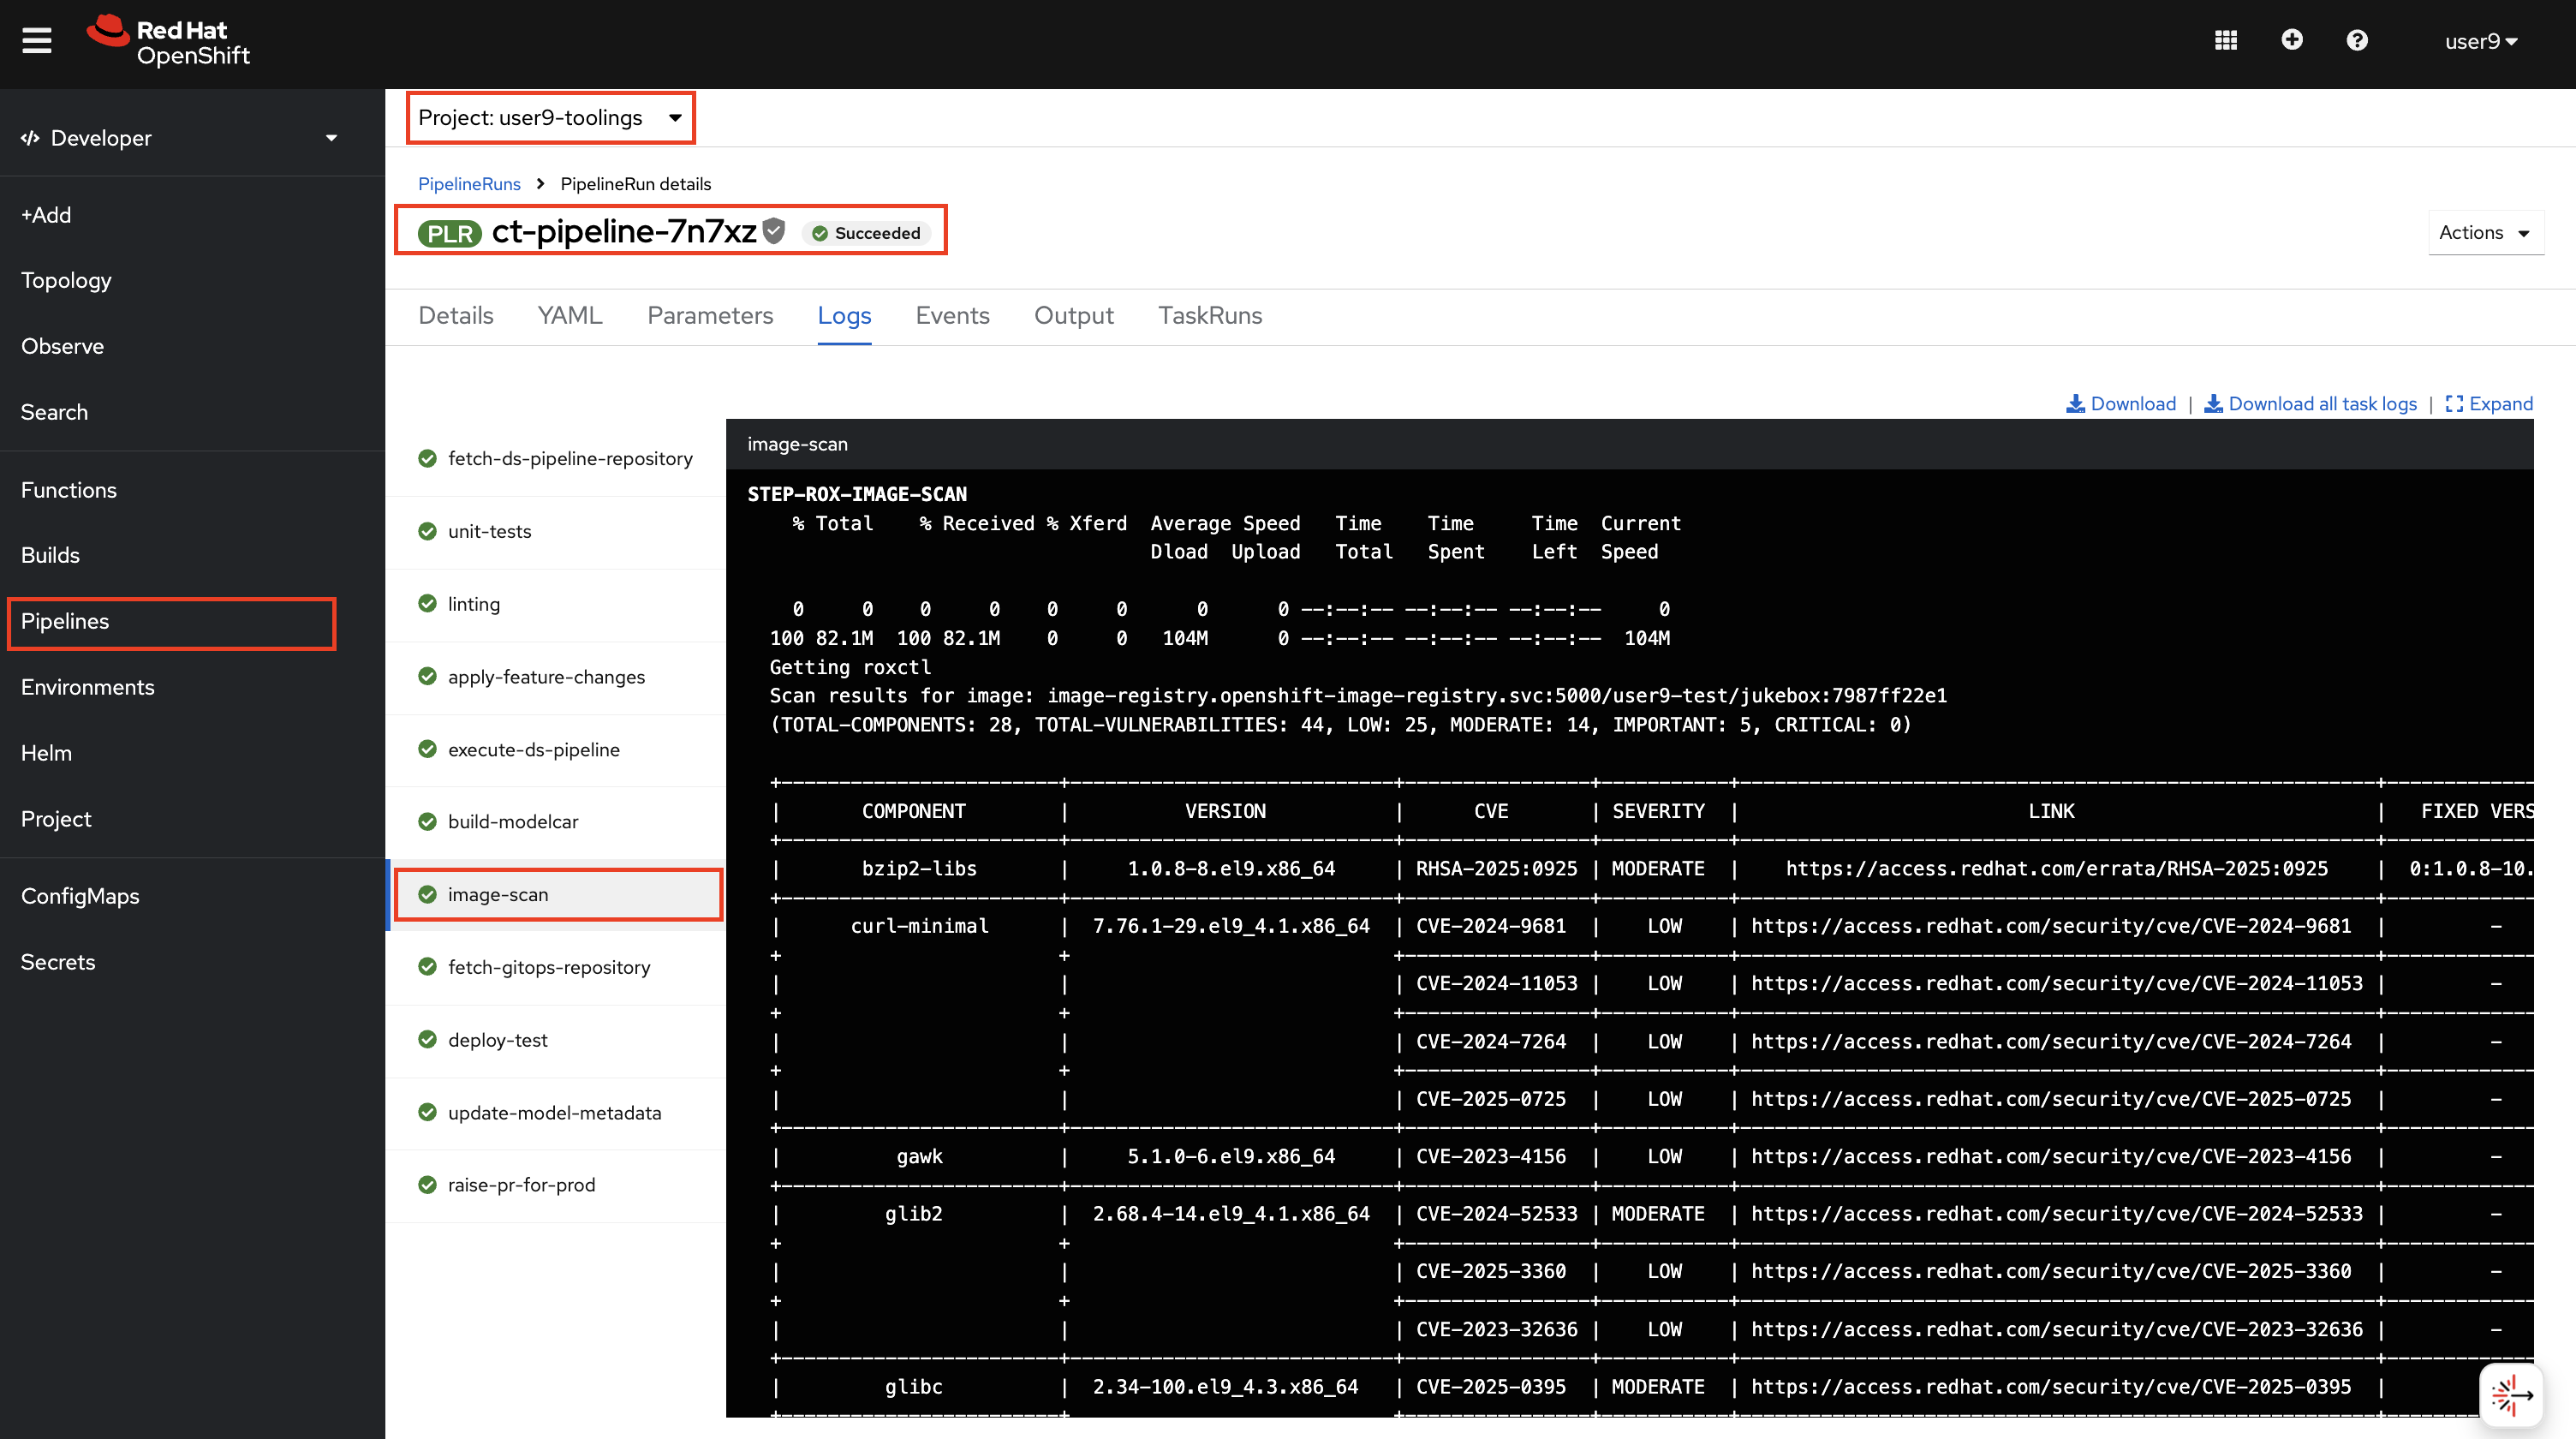 Red Hat
OpenShift
user9
Developer
+Add
Topology
Observe
Search
Functions
Builds
Pipelines
Environments
Helm
Project
ConfigMaps
Secrets
Project: user9-toolings
PipelineRuns > PipelineRun details
PLR ct-pipeline-7n7xz Succeeded
Actions
Details YAML Parameters Logs Events Output TaskRuns
Download | Download all task logs | Expand
fetch-ds-pipeline-repository
unit-tests
linting
apply-feature-changes
execute-ds-pipeline
build-modelcar
image-scan
fetch-gitops-repository
deploy-test
update-model-metadata
raise-pr-for-prod
image-scan
STEP-ROX-IMAGE-SCAN
% Total % Received % Xferd Average Speed Time Time Time Current
Dload Upload Total Spent Left Speed
0 0 0 0 0 0 0 0 --:--:-- --:--:-- --:--:-- 0
100 82.1M 100 82.1M 0 0 104M 0 --:--:-- --:--:-- --:--:-- 104M
Getting roxctl
Scan results for image: image-registry.openshift-image-registry.svc:5000/user9-test/jukebox:7987ff22e1
(TOTAL-COMPONENTS: 28, TOTAL-VULNERABILITIES: 44, LOW: 25, MODERATE: 14, IMPORTANT: 5, CRITICAL: 0)
| COMPONENT | VERSION | CVE | SEVERITY | LINK | FIXED VERS
| bzip2-libs | 1.0.8-8.el9.x86_64 | RHSA-2025:0925 | MODERATE | https://access.redhat.com/errata/RHSA-2025:0925 | 0:1.0.8-10.
| curl-minimal | 7.76.1-29.el9_4.1.x86_64 | CVE-2024-9681 | LOW | https://access.redhat.com/security/cve/CVE-2024-9681 | -
| | | CVE-2024-11053 | LOW | https://access.redhat.com/security/cve/CVE-2024-11053 | -
| | | CVE-2024-7264 | LOW | https://access.redhat.com/security/cve/CVE-2024-7264 | -
| | | CVE-2025-0725 | LOW | https://access.redhat.com/security/cve/CVE-2025-0725 | -
| gawk | 5.1.0-6.el9.x86_64 | CVE-2023-4156 | LOW | https://access.redhat.com/security/cve/CVE-2023-4156 | -
| glib2 | 2.68.4-14.el9_4.1.x86_64 | CVE-2024-52533 | MODERATE | https://access.redhat.com/security/cve/CVE-2024-52533 | -
| | | CVE-2025-3360 | LOW | https://access.redhat.com/security/cve/CVE-2025-3360 | -
| | | CVE-2023-32636 | LOW | https://access.redhat.com/security/cve/CVE-2023-32636 | -
| glibc | 2.34-100.el9_4.3.x86_64 | CVE-2025-0395 | MODERATE | https://access.redhat.com/security/cve/CVE-2025-0395 |